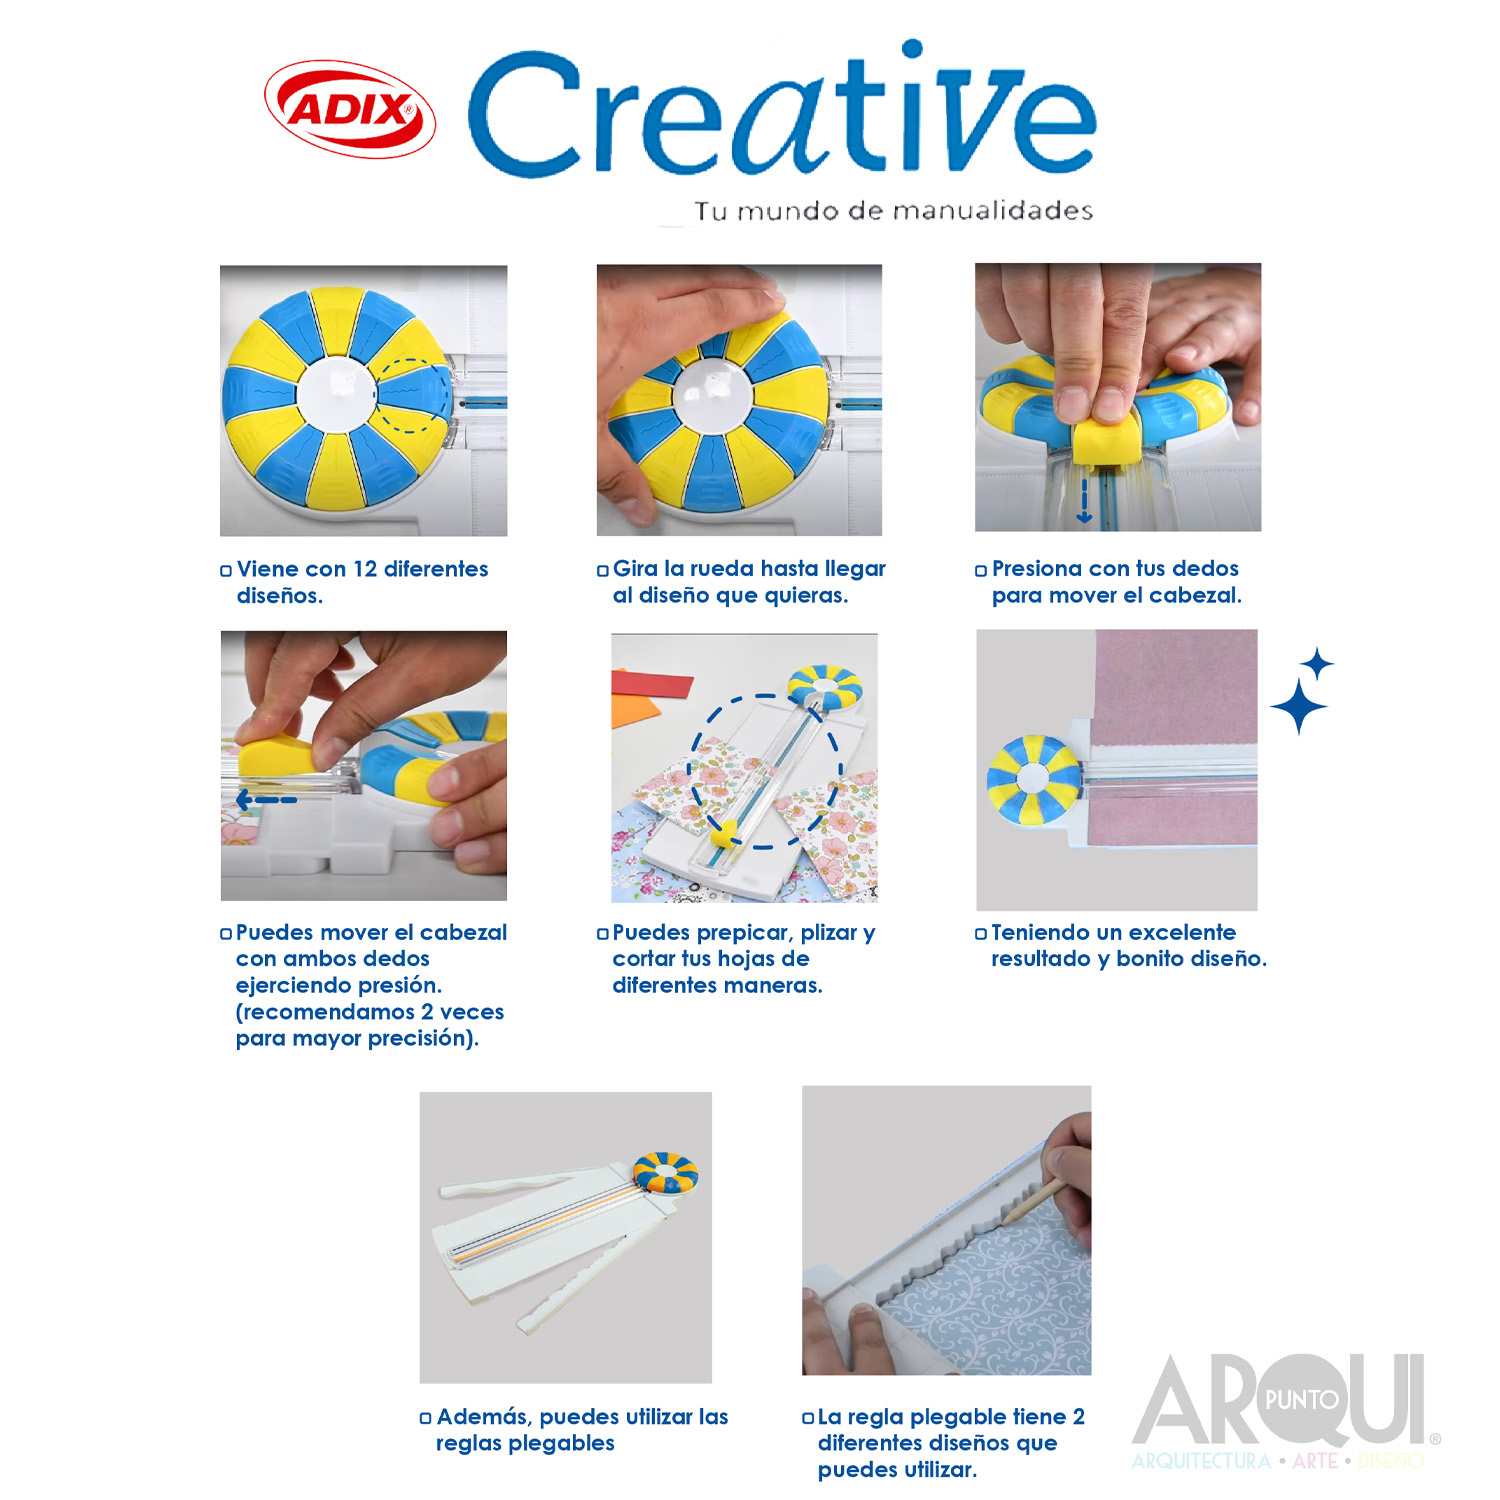 ADIX®
Creative
Tu mundo de manualidades
Viene con 12 diferentes
diseños.
Gira la rueda hasta llegar
al diseño que quieras.
Presiona con tus dedos
para mover el cabezal.
Puedes mover el cabezal
con ambos dedos
ejerciendo presión.
(recomendamos 2 veces
para mayor precisión).
Puedes prepicar, plizar y
cortar tus hojas de
diferentes maneras.
Teniendo un excelente
resultado y bonito diseño.
Además, puedes utilizar las
reglas plegables
La regla plegable tiene 2
diferentes diseños que
puedes utilizar.
ARQUI
PUNTO
®
ARQUITECTURA • ARTE • DISEÑO